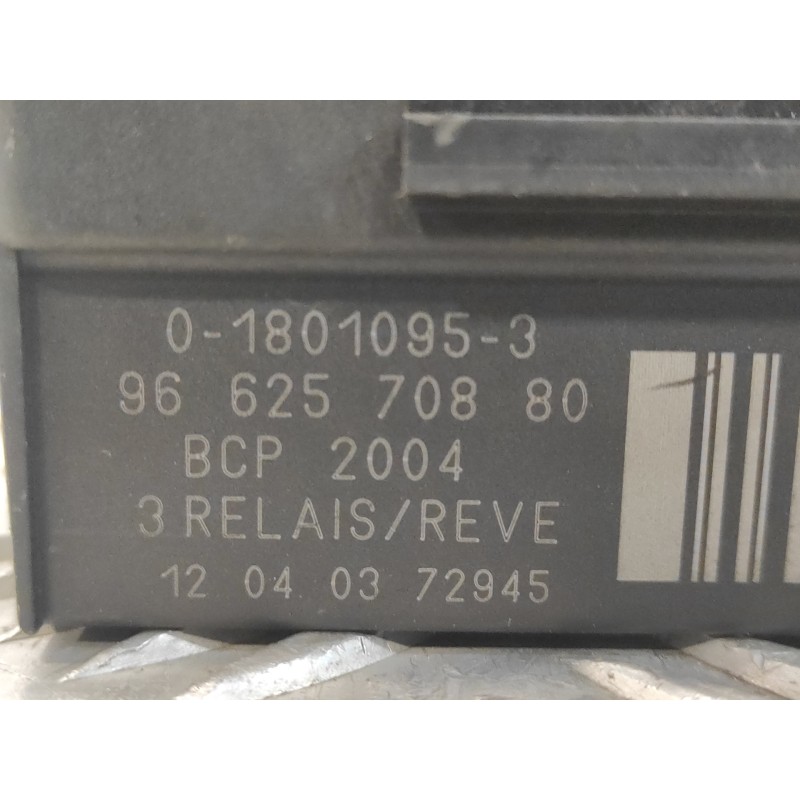 0-1801095-3
96 625 708 80
BCP 2004
3 RELAIS/REVE
12 04 03 72945